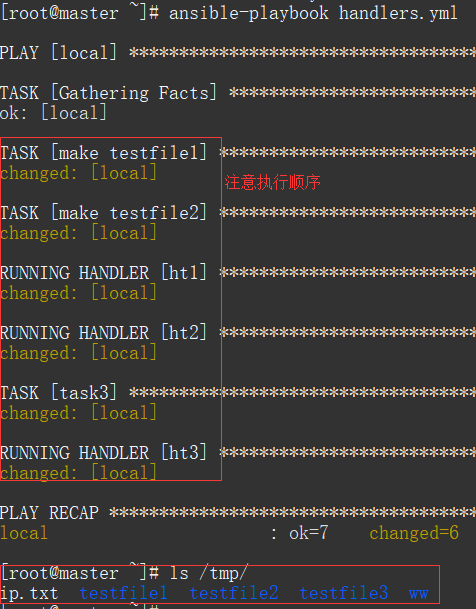 [root@master ~]# ansible-playbook handlers.yml
PLAY [local] *************************************
TASK [Gathering Facts] *************************
ok: [local]
TASK [make testfile1] **************************
changed: [local]
注意执行顺序
TASK [make testfile2] **************************
changed: [local]
RUNNING HANDLER [ht1] **************************
changed: [local]
RUNNING HANDLER [ht2] **************************
changed: [local]
TASK [task3] ***********************************
changed: [local]
RUNNING HANDLER [ht3] **************************
changed: [local]
PLAY RECAP *************************************
local : ok=7 changed=6
[root@master ~]# ls /tmp/
ip.txt testfile1 testfile2 testfile3 ww